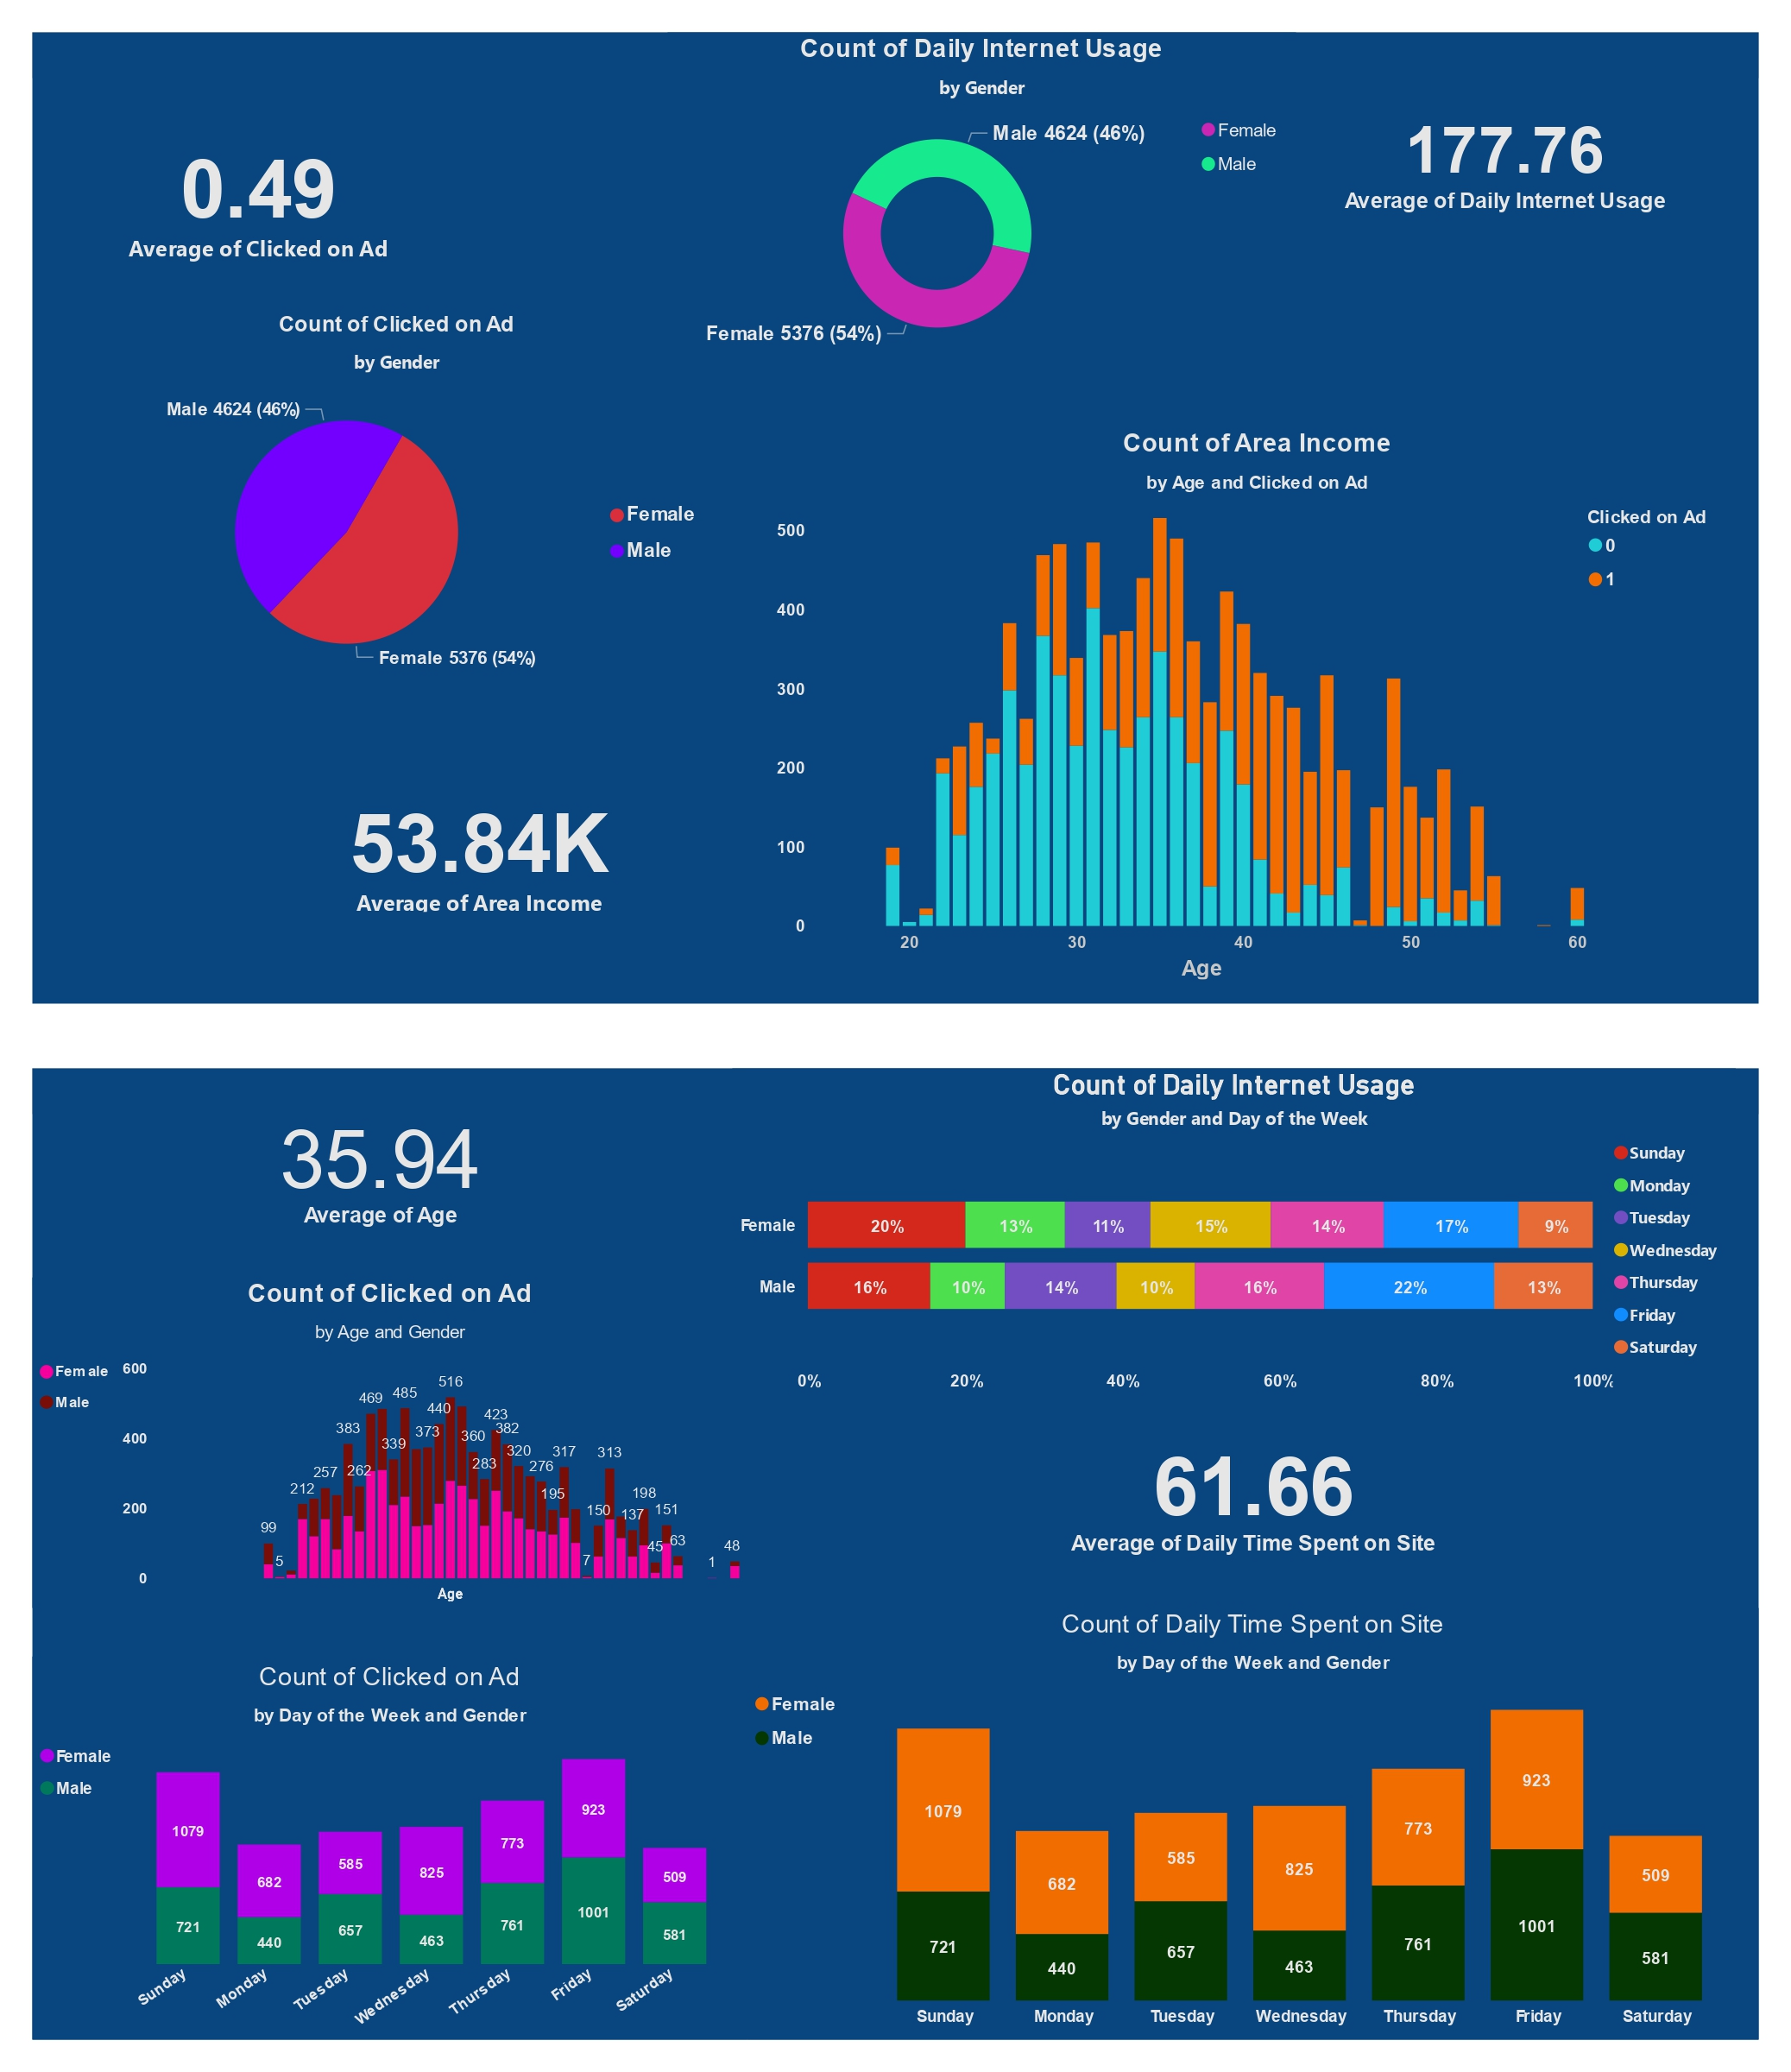 Count of Daily Internet Usage
by Gender
Male 4624 (46%)
Female
Male
Female 5376 (54%)
177.76
Average of Daily Internet Usage
0.49
Average of Clicked on Ad
Count of Clicked on Ad
by Gender
Male 4624 (46%)
Female
Male
Female 5376 (54%)
53.84K
Average of Area Income
Count of Area Income
by Age and Clicked on Ad
Clicked on Ad
0
1
500
400
300
200
100
0
20 30 40 50 60
Age
35.94
Average of Age
Count of Daily Internet Usage
by Gender and Day of the Week
Sunday
Monday
Tuesday
Wednesday
Thursday
Friday
Saturday
Female 20% 13% 11% 15% 14% 17% 9%
Male 16% 10% 14% 10% 16% 22% 13%
0% 20% 40% 60% 80% 100%
Count of Clicked on Ad
by Age and Gender
Female
Male
600
400
200
0
99 5 212 257 383 262 469 339 485 373 440 516 360 283 423 382 320 276 195 317 7 150 313 137 198 45 151 63 1 48
Age
61.66
Average of Daily Time Spent on Site
Count of Clicked on Ad
by Day of the Week and Gender
Female
Male
1079 682 585 825 773 923 509
721 440 657 463 761 1001 581
Sunday Monday Tuesday Wednesday Thursday Friday Saturday
Count of Daily Time Spent on Site
by Day of the Week and Gender
Female
Male
1079 682 585 825 773 923 509
721 440 657 463 761 1001 581
Sunday Monday Tuesday Wednesday Thursday Friday Saturday